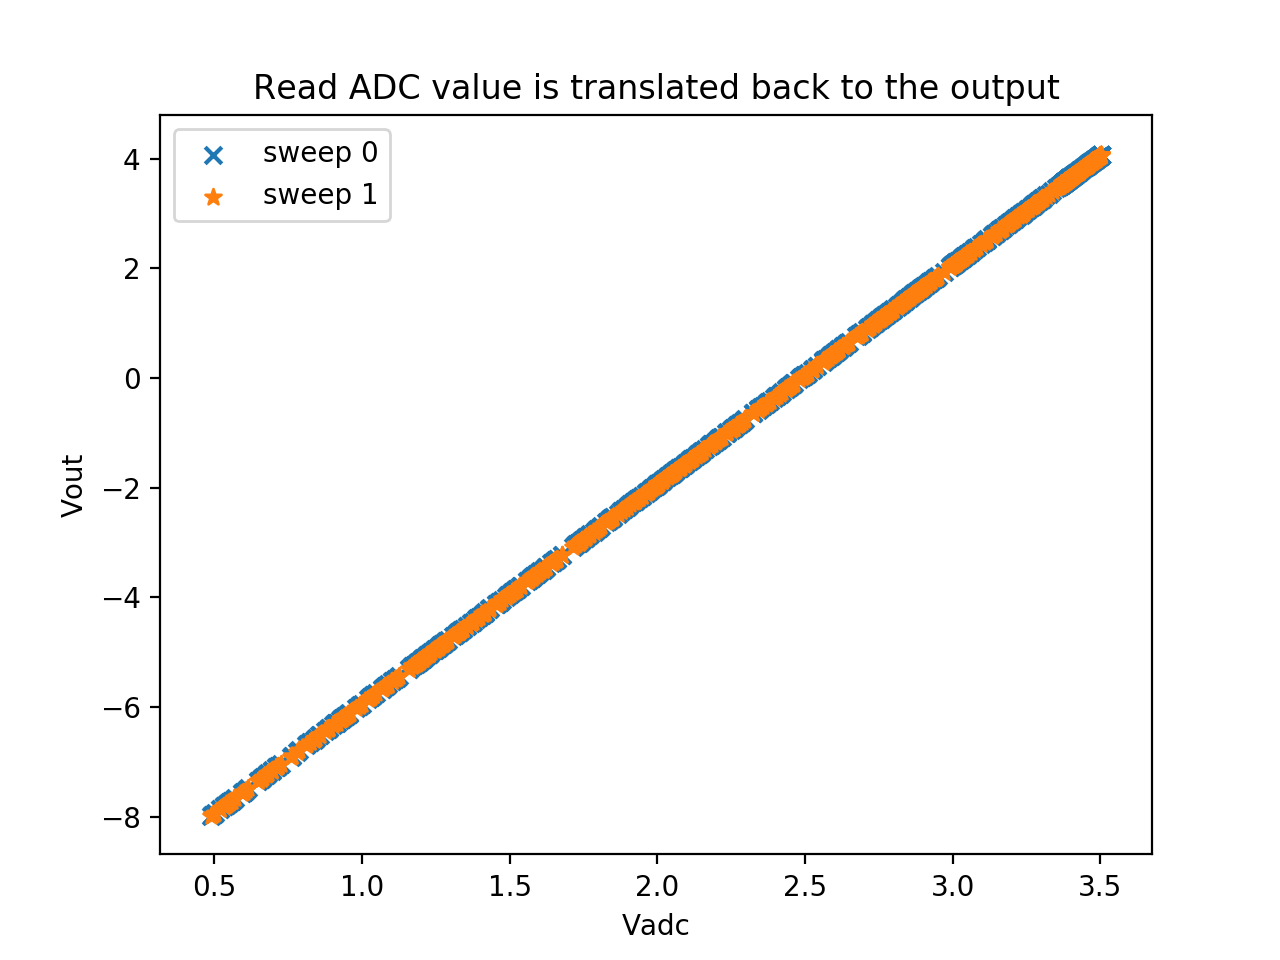 Read ADC value is translated back to the output
sweep 0
sweep 1
4
2
0
−2
−4
−6
−8
Vout
0.5 1.0 1.5 2.0 2.5 3.0 3.5
Vadc